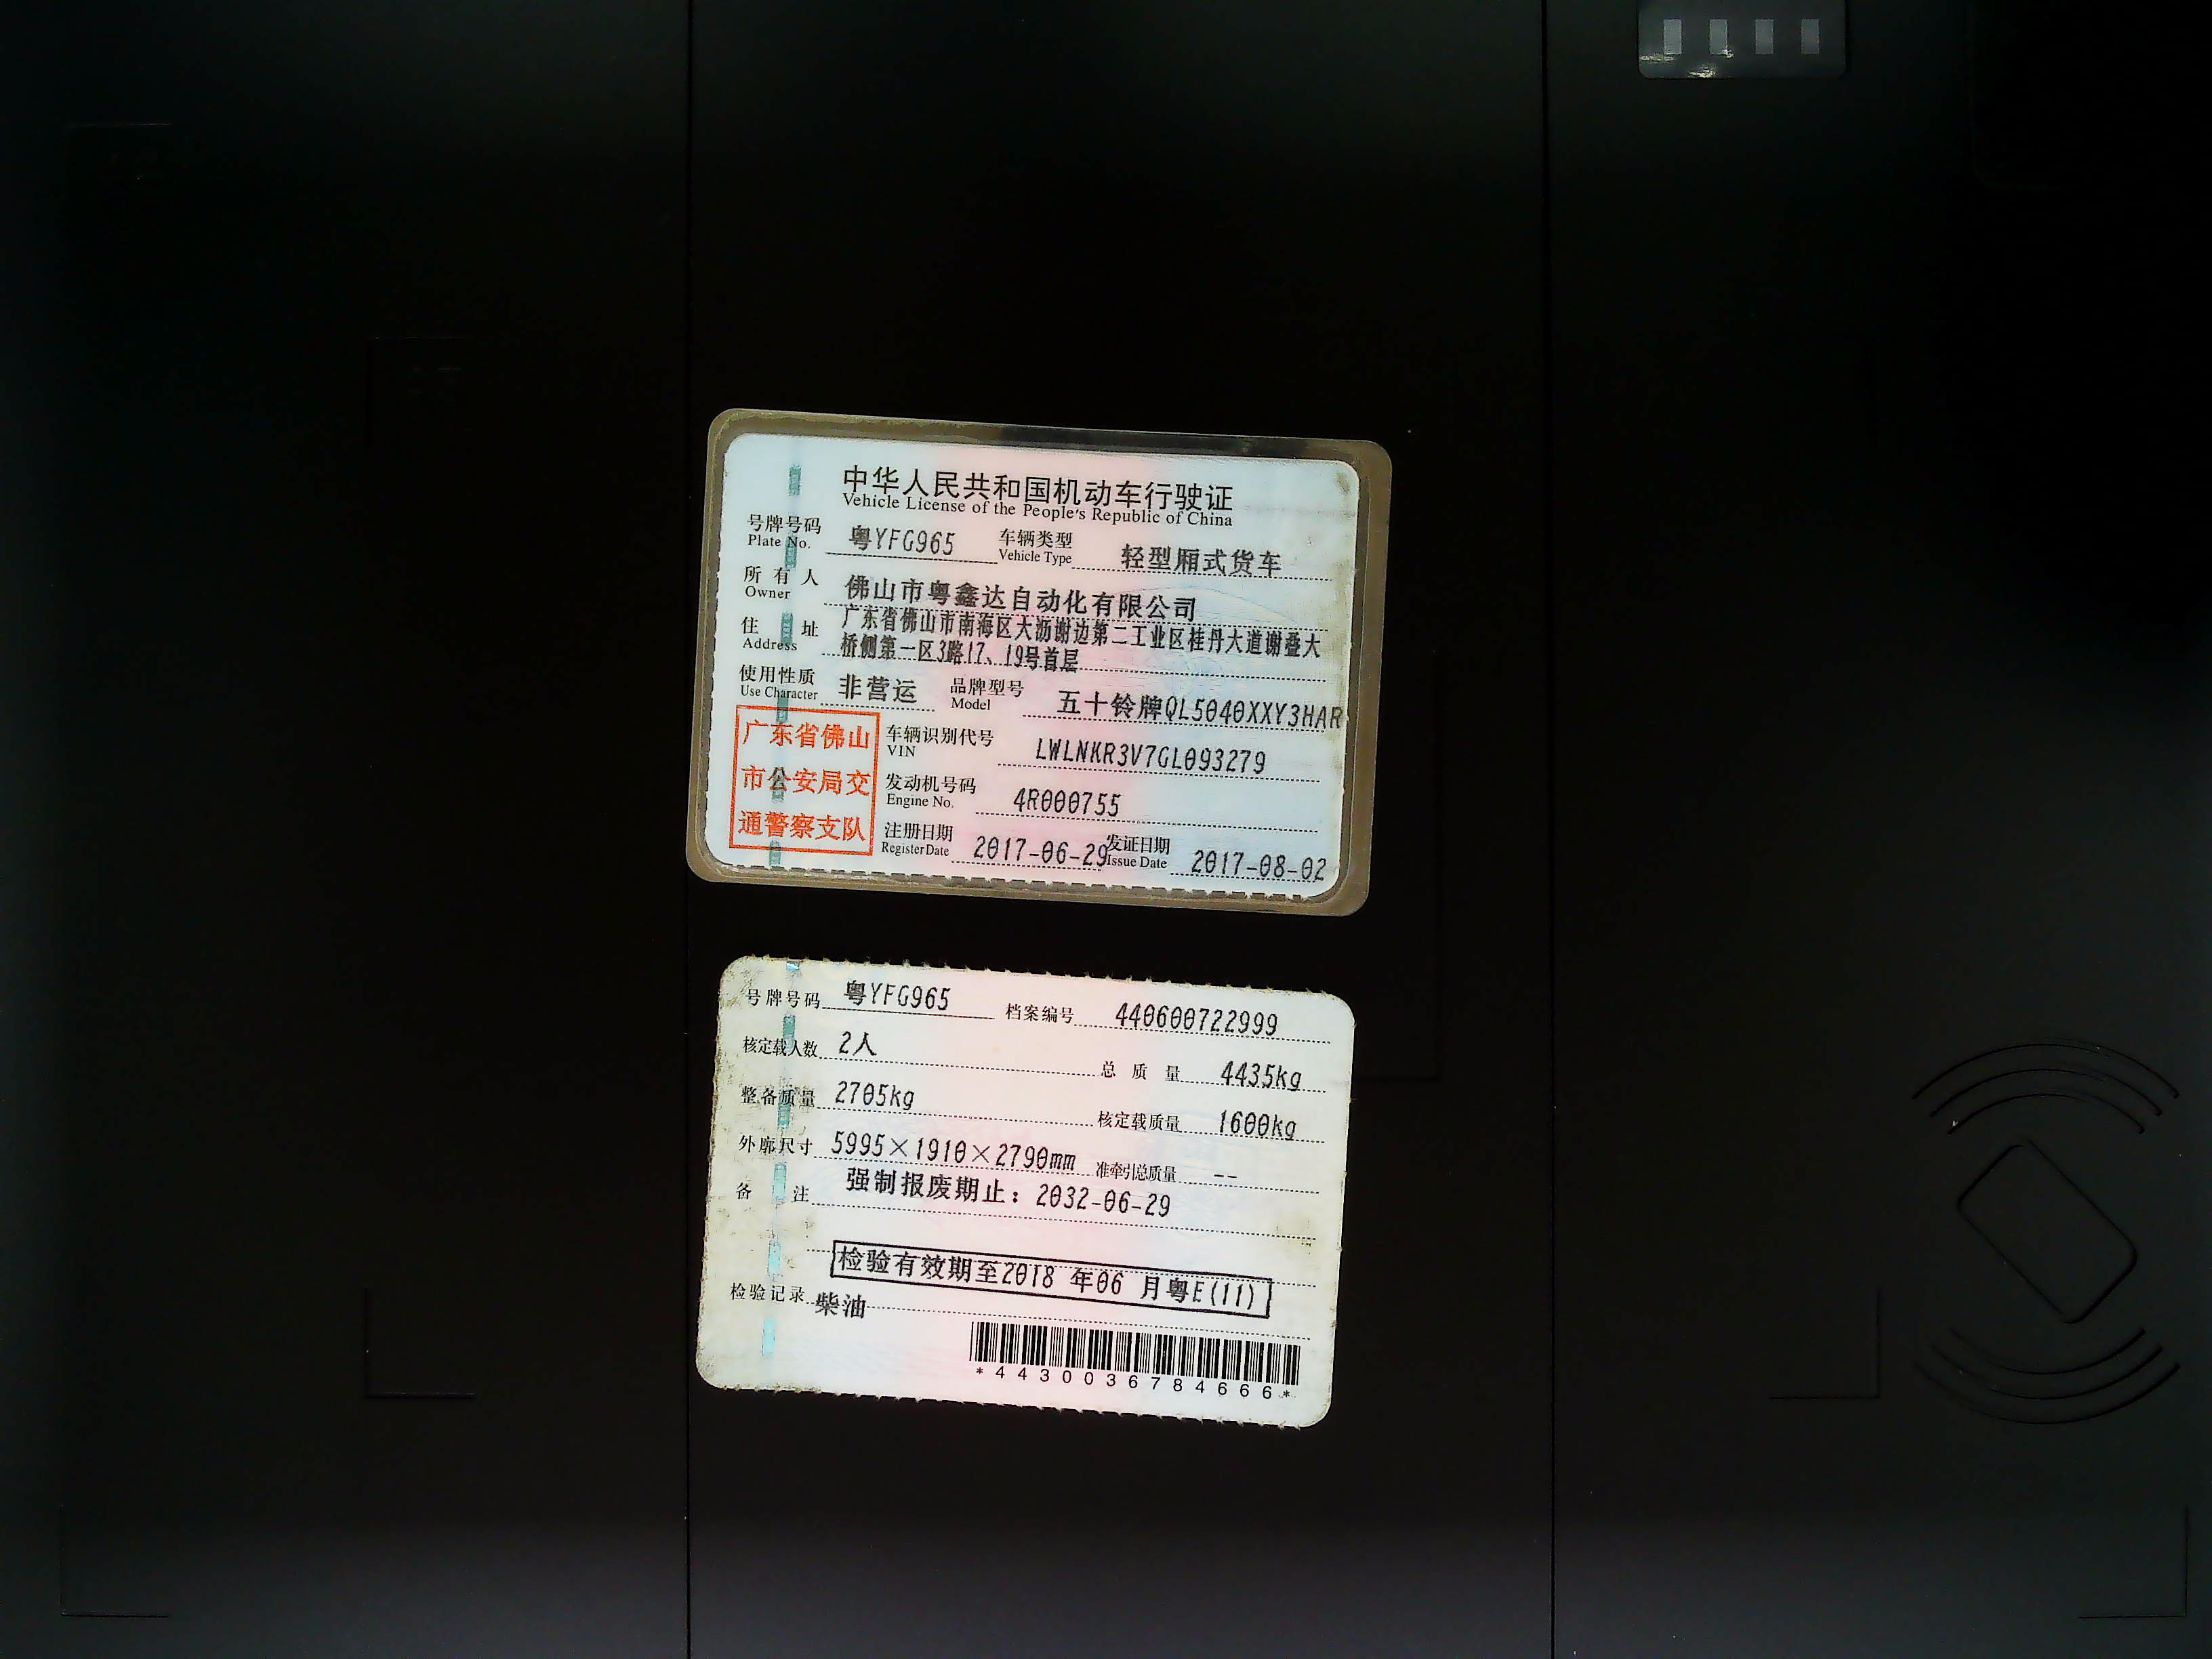 中华人民共和国机动车行驶证
Vehicle License of the People's Republic of China
号牌号码 粤YFG965 车辆类型 轻型厢式货车
Plate No. Vehicle Type
所有人 佛山市粤鑫达自动化有限公司
Owner
住址 广东省佛山市南海区大沥谢边第二工业区桂丹大道谢叠大
Address 桥侧第一区3路17、19号首层
使用性质 非营运 品牌型号 五十铃牌QL5040XXY3HAR
Use Character Model
广东省佛山
市公安局交
通警察支队
车辆识别代号 LWLNKR3V7GL093279
VIN
发动机号码 4R000755
Engine No.
注册日期 2017-06-29 发证日期 2017-08-02
Register Date Issue Date
号牌号码 粤YFG965 档案编号 440600722999
核定载人数 2人 总质量 4435kg
整备质量 2705kg 核定载质量 1600kg
外廓尺寸 5995×1910×2790mm 准牵引总质量 --
备注 强制报废期止：2032-06-29
检验有效期至2018 年06 月粤E(11)
检验记录 柴油
*4430036784666*